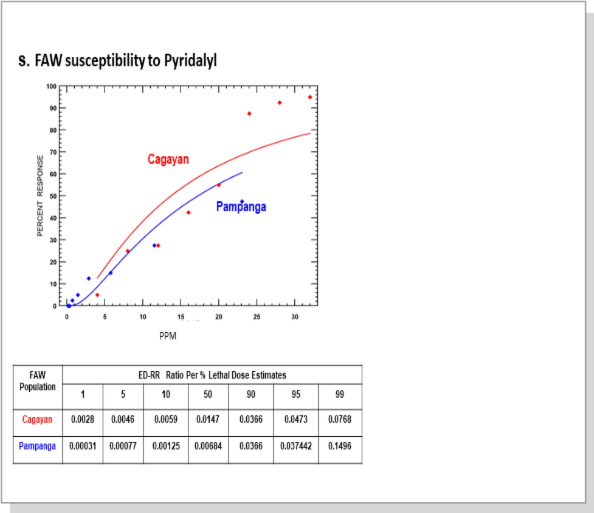 s. FAW susceptibility to Pyridalyl
100
90
80
70
60
50
40
30
20
10
0
PERCENT RESPONSE
Cagayan
Pampanga
0 5 10 15 20 25 30
PPM
FAW Population ED-RR Ratio Per % Lethal Dose Estimates
1 5 10 50 90 95 99
Cagayan 0.0028 0.0046 0.0059 0.0147 0.0366 0.0473 0.0768
Pampanga 0.00031 0.00077 0.00125 0.00684 0.0366 0.037442 0.1496